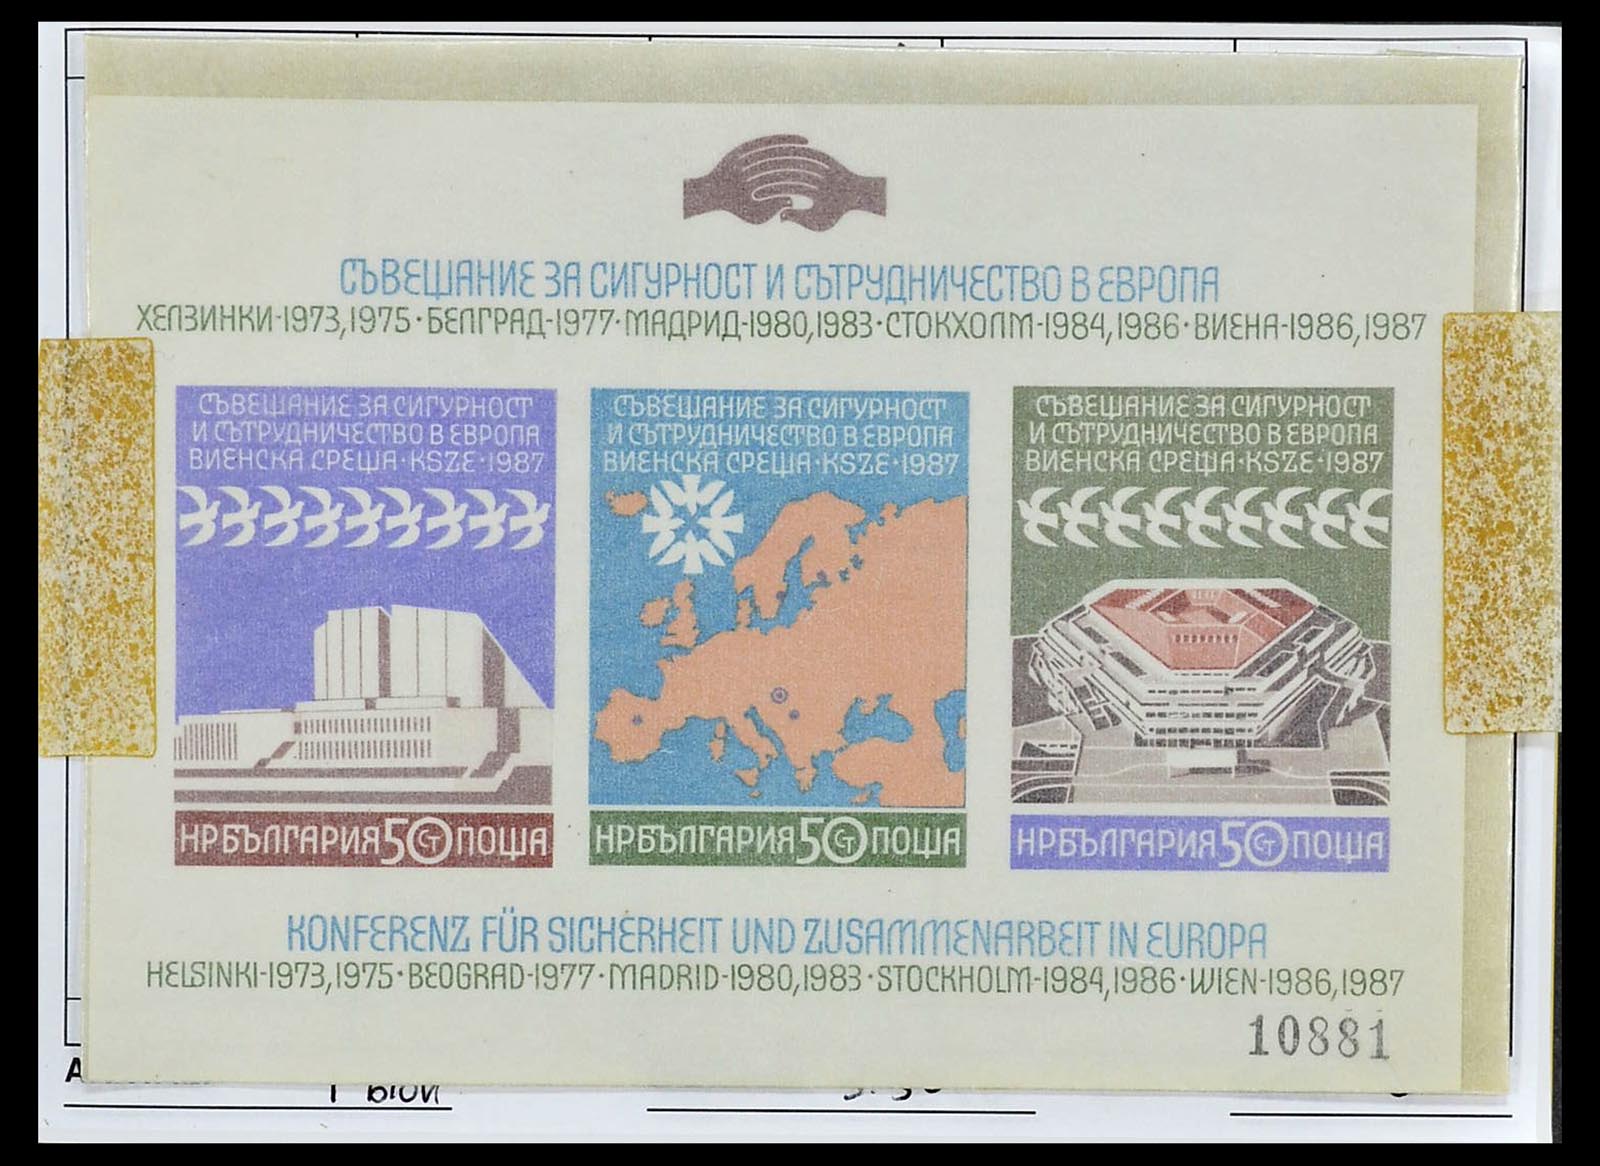 СЪВЕЩАНИЕ ЗА СИГУРНОСТ И СЪТРУДНИЧЕСТВО В ЕВРОПА
ХЕЛЗИНКИ-1973,1975·БЕЛГРАД-1977·МАДРИД-1980,1983·СТОКХОЛМ-1984,1986·ВИЕНА-1986,1987
СЪВЕЩАНИЕ ЗА СИГУРНОСТ
И СЪТРУДНИЧЕСТВО В ЕВРОПА
ВИЕНСКА СРЕЩА·KSZE·1987
НРБЪЛГАРИЯ 50 СТ ПОЩА
СЪВЕЩАНИЕ ЗА СИГУРНОСТ
И СЪТРУДНИЧЕСТВО В ЕВРОПА
ВИЕНСКА СРЕЩА·KSZE·1987
НРБЪЛГАРИЯ 50 СТ ПОЩА
СЪВЕЩАНИЕ ЗА СИГУРНОСТ
И СЪТРУДНИЧЕСТВО В ЕВРОПА
ВИЕНСКА СРЕЩА·KSZE·1987
НРБЪЛГАРИЯ 50 СТ ПОЩА
KONFERENZ FÜR SICHERHEIT UND ZUSAMMENARBEIT IN EUROPA
HELSINKI-1973,1975·BEOGRAD-1977·MADRID-1980,1983·STOCKHOLM-1984,1986·WIEN-1986,1987
10881